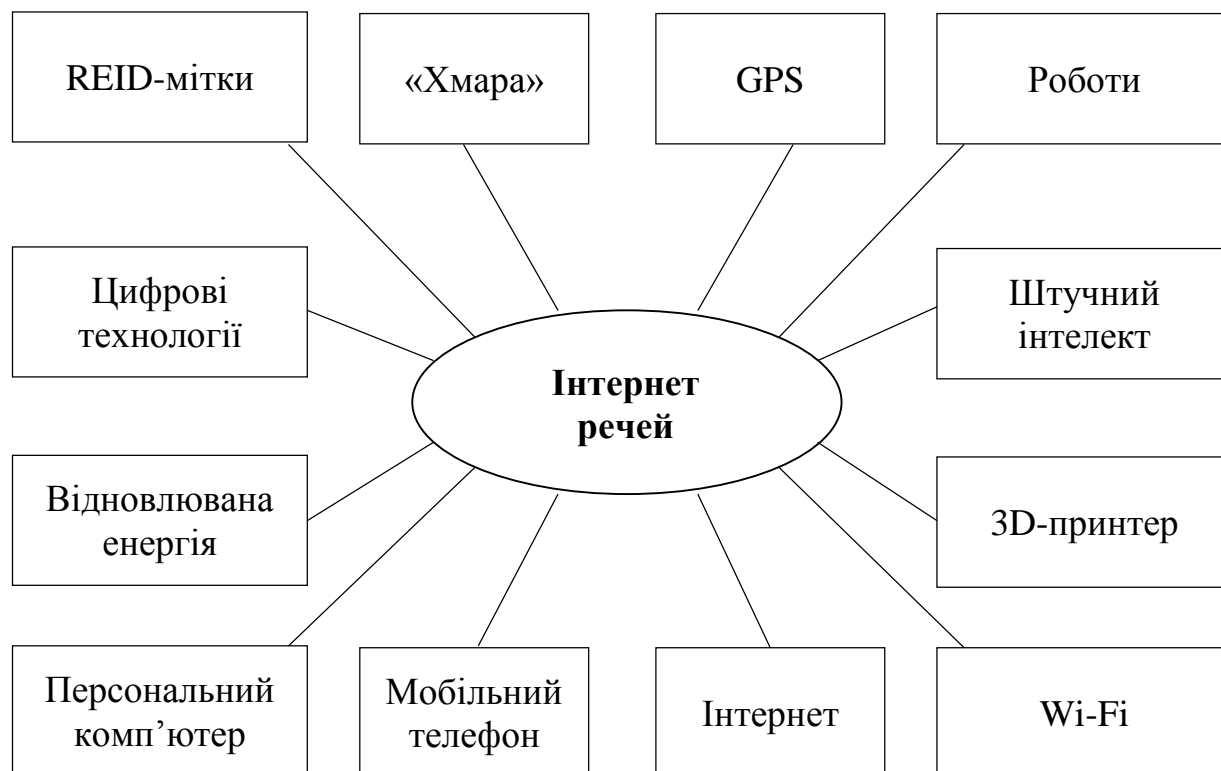 REID-мітки
«Хмара»
GPS
Роботи
Цифрові
технології
Штучний
інтелект
Інтернет
речей
Відновлювана
енергія
3D-принтер
Персональний
комп’ютер
Мобільний
телефон
Інтернет
Wi-Fi